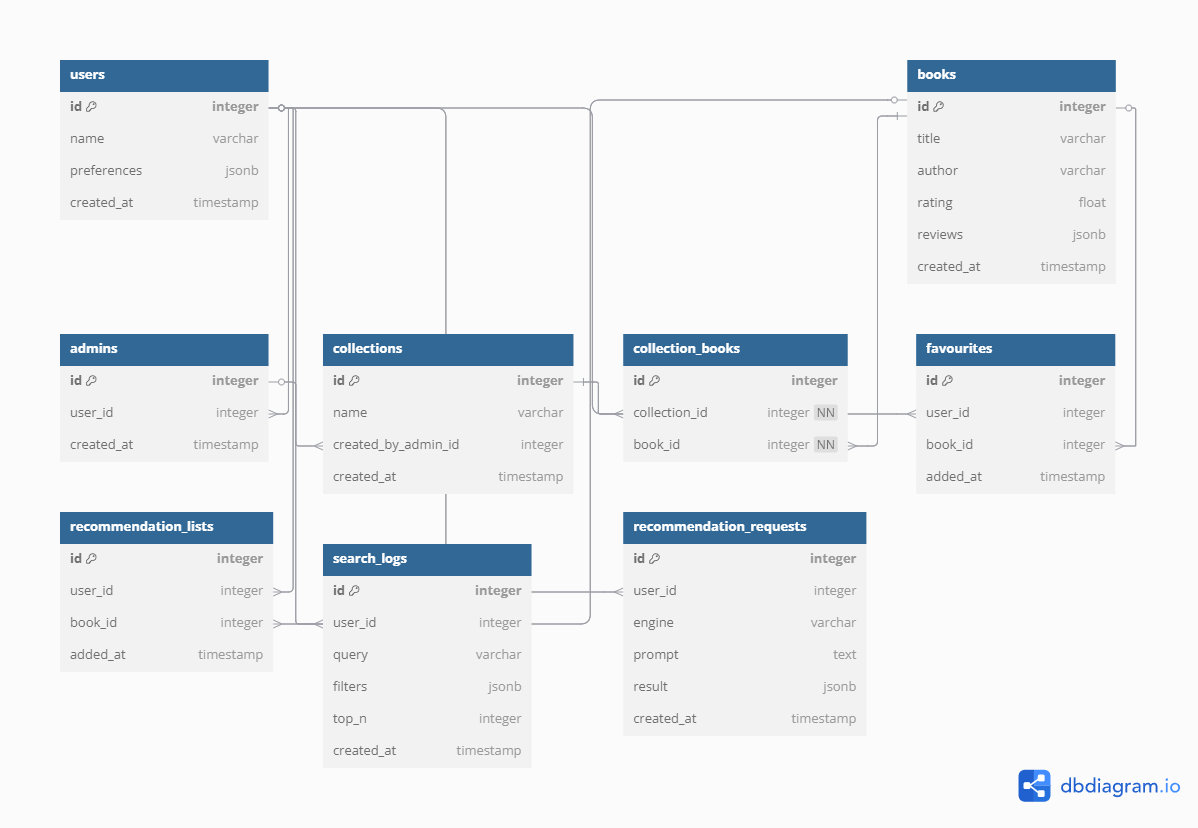 users
id integer
name varchar
preferences jsonb
created_at timestamp
books
id integer
title varchar
author varchar
rating float
reviews jsonb
created_at timestamp
admins
id integer
user_id integer
created_at timestamp
collections
id integer
name varchar
created_by_admin_id integer
created_at timestamp
collection_books
id integer
collection_id integer NN
book_id integer NN
favourites
id integer
user_id integer
book_id integer
added_at timestamp
recommendation_lists
id integer
user_id integer
book_id integer
added_at timestamp
search_logs
id integer
user_id integer
query varchar
filters jsonb
top_n integer
created_at timestamp
recommendation_requests
id integer
user_id integer
engine varchar
prompt text
result jsonb
created_at timestamp
dbdiagram.io